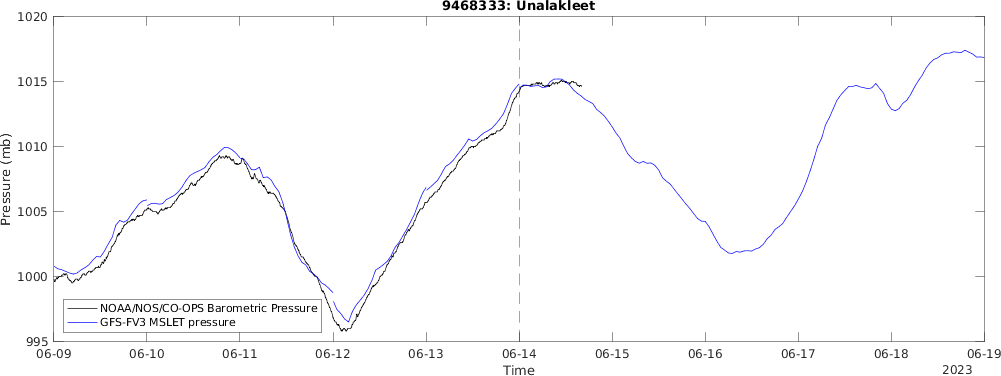 9468333: Unalakleet
1020
1015
1010
1005
1000
995
Pressure (mb)
NOAA/NOS/CO-OPS Barometric Pressure
GFS-FV3 MSLET pressure
06-09 06-10 06-11 06-12 06-13 06-14 06-15 06-16 06-17 06-18 06-19
Time
2023